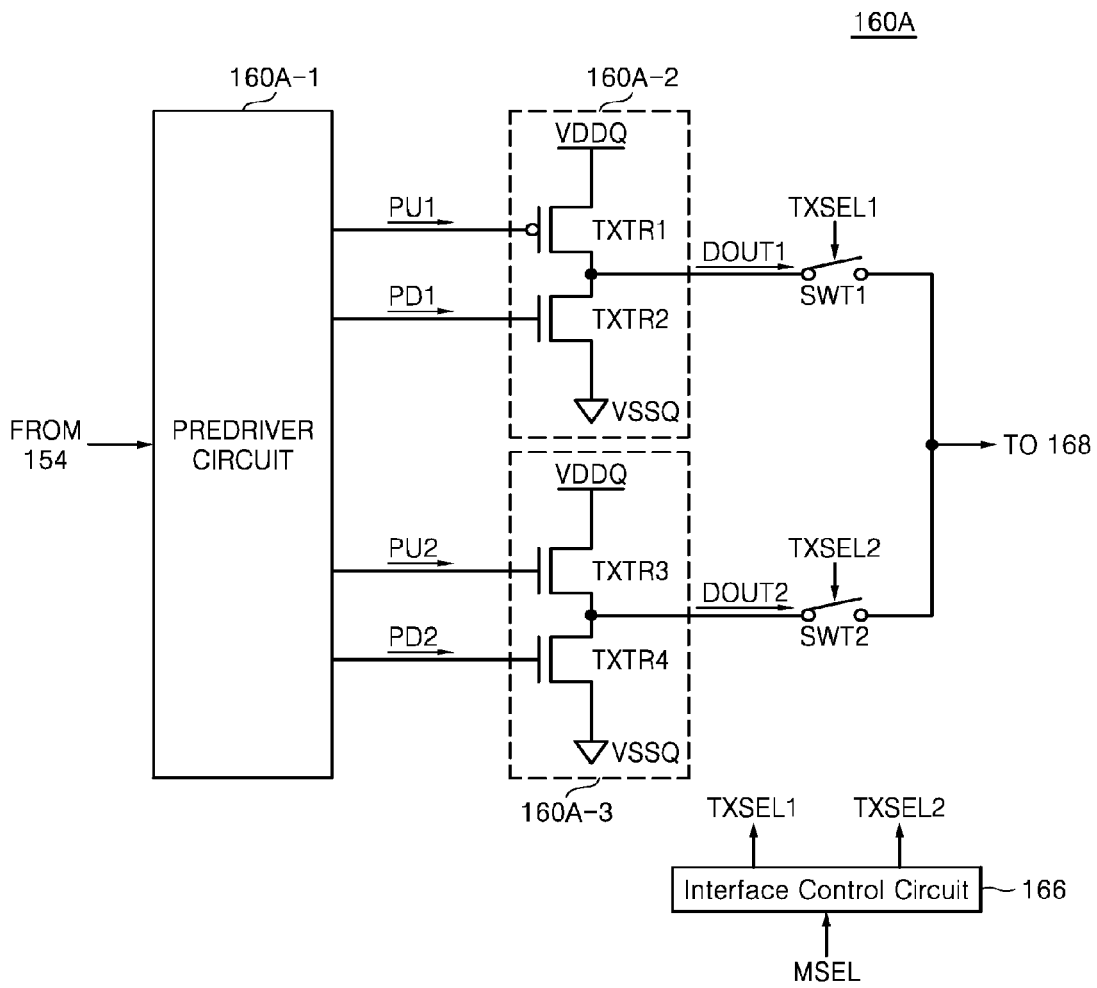 160A
160A-1
160A-2
VDDQ
PU1
TXTR1
TXSEL1
DOUT1
SWT1
PD1
TXTR2
VSSQ
FROM
154
PREDRIVER
CIRCUIT
TO 168
VDDQ
PU2
TXTR3
TXSEL2
DOUT2
SWT2
PD2
TXTR4
VSSQ
160A-3
TXSEL1
TXSEL2
Interface Control Circuit
166
MSEL